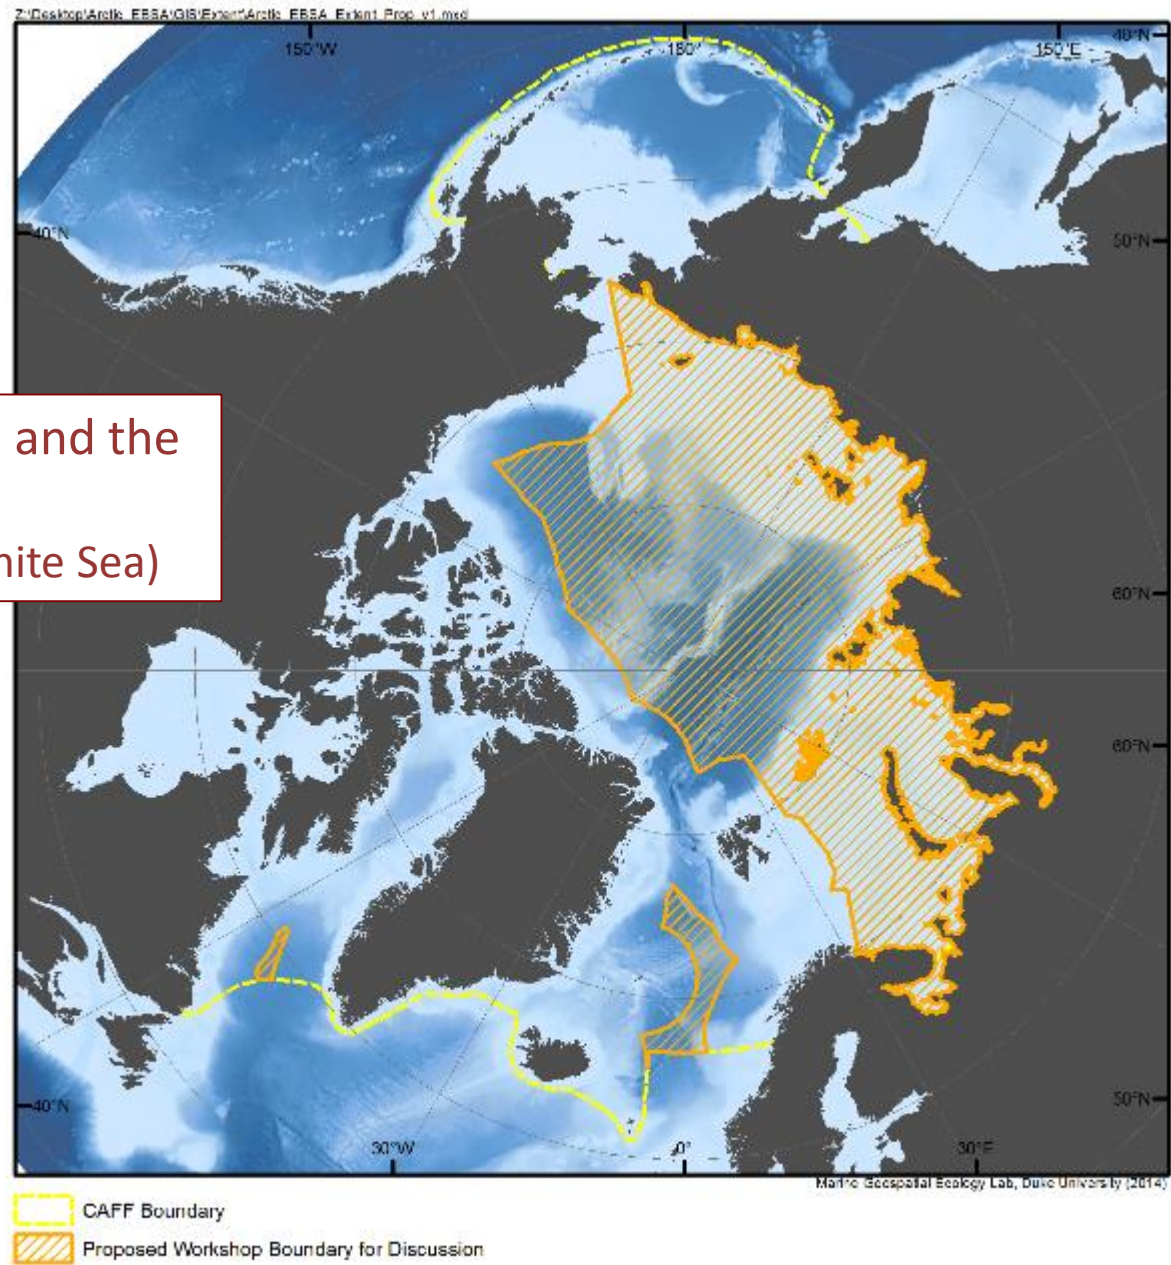 Z:\Desktop\Arctic_EBSA\GIS\Extent\Arctic_EBSA_Extent_Prop_v1.mxd
150°W
180°
150°E
40°N
40°N
50°N
and the
hite Sea)
60°N
60°N
40°N
50°N
30°W
0°
30°E
Marine Geospatial Ecology Lab, Duke University (2014)
CAFF Boundary
Proposed Workshop Boundary for Discussion